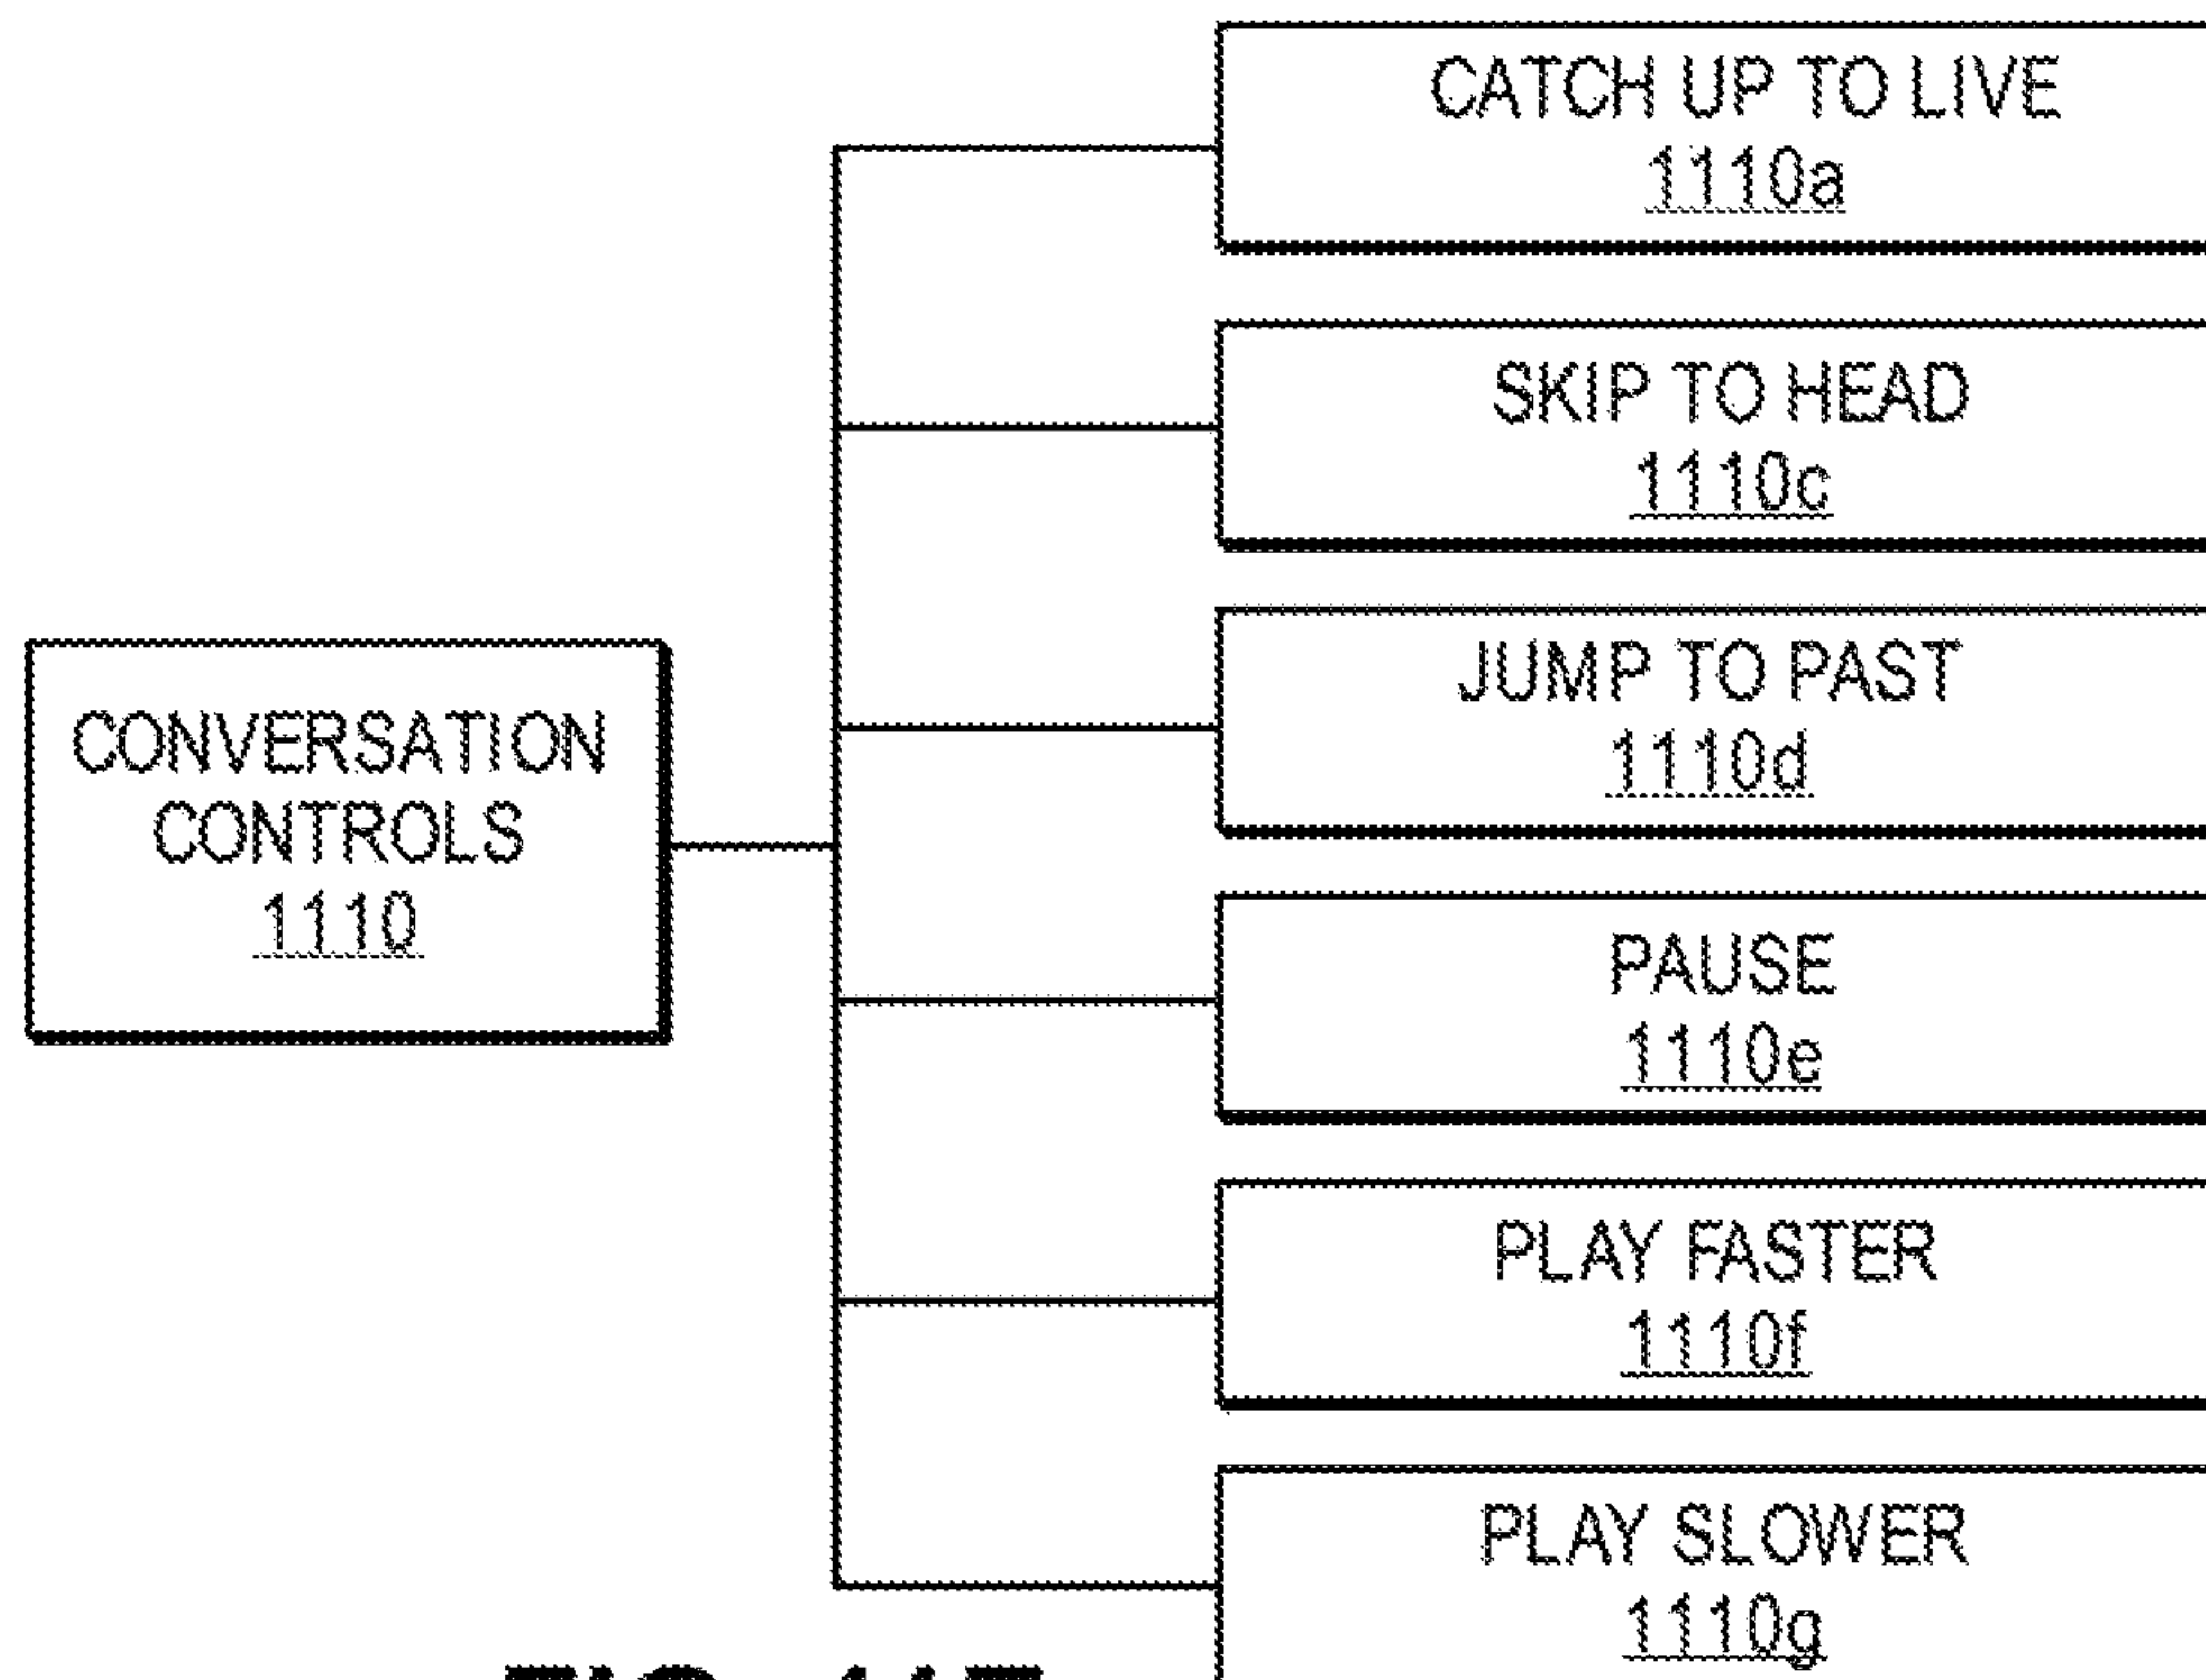 CATCH UP TO LIVE
1110a
SKIP TO HEAD
1110c
JUMP TO PAST
1110d
CONVERSATION
CONTROLS
1110
PAUSE
1110e
PLAY FASTER
1110f
PLAY SLOWER
1110g